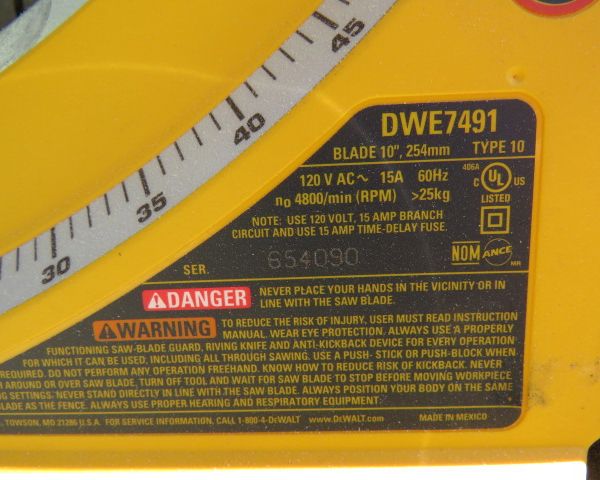 45
40
35
30
DWE7491
BLADE 10", 254mm TYPE 10
120 V AC~ 15A 60Hz
n₀ 4800/min (RPM) >25kg
406A
C UL US
LISTED
NOTE: USE 120 VOLT, 15 AMP BRANCH
CIRCUIT AND USE 15 AMP TIME-DELAY FUSE.
NOM ANCE
MR
SER. 654090
DANGER NEVER PLACE YOUR HANDS IN THE VICINITY OR IN
LINE WITH THE SAW BLADE.
WARNING TO REDUCE THE RISK OF INJURY, USER MUST READ INSTRUCTION
MANUAL. WEAR EYE PROTECTION. ALWAYS USE A PROPERLY
FUNCTIONING SAW-BLADE GUARD, RIVING KNIFE AND ANTI-KICKBACK DEVICE FOR EVERY OPERATION
FOR WHICH IT CAN BE USED, INCLUDING ALL THROUGH SAWING. USE A PUSH- STICK OR PUSH-BLOCK WHEN
REQUIRED. DO NOT PERFORM ANY OPERATION FREEHAND. KNOW HOW TO REDUCE RISK OF KICKBACK. NEVER
AROUND OR OVER SAW BLADE, TURN OFF TOOL AND WAIT FOR SAW BLADE TO STOP BEFORE MOVING WORKPIECE
SETTINGS. NEVER STAND DIRECTLY IN LINE WITH THE SAW BLADE. ALWAYS POSITION YOUR BODY ON THE SAME
BLADE AS THE FENCE. ALWAYS USE PROPER HEARING AND RESPIRATORY EQUIPMENT.
TOWSON, MD 21286 U.S.A. FOR SERVICE INFORMATION, CALL 1-800-4-DEWALT www.DEWALT.com MADE IN MEXICO